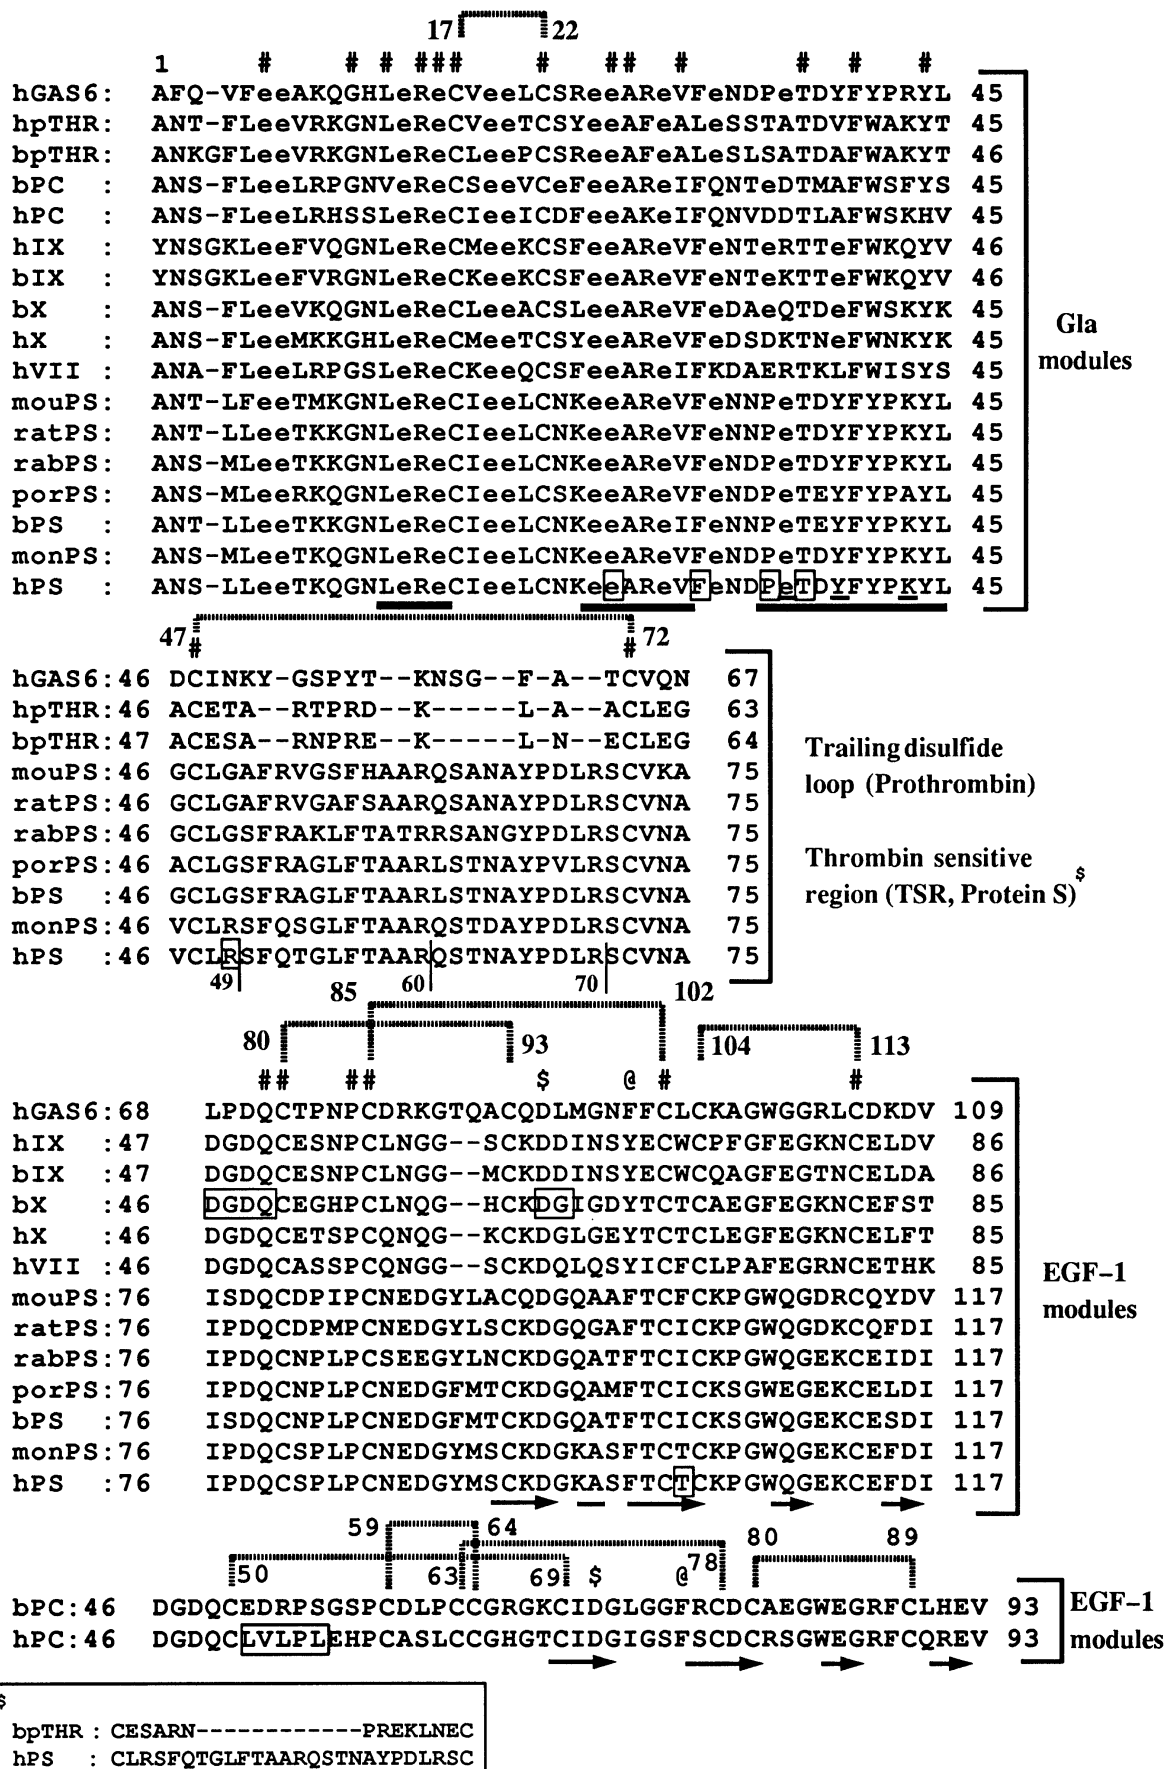 17 22
1 # # # # # # # # # # # # #
hGAS6: AFQ-VFeeAKQGHLeReCVeeLCSReeAReVFeNDPeTDYFYPRYL 45
hpTHR: ANT-FLeeVRKGNLeReCVeeTCSYeeAFeALeSSTATDVFWAKYT 45
bpTHR: ANKGFLeeVRKGNLeReCLeePCSReeAFeALeSLSATDAFWAKYT 46
bPC : ANS-FLeeLRPGNVeReCSeeVCeFeeAReIFQNTeDTMAFWSFYS 45
hPC : ANS-FLeeLRHSSLeReCIeeICDFeeAKeIFQNVDDTLAFWSKHV 45
hIX : YNSGKLeeFVQGNLeReCMeeKCSFeeAReVFeNTeRTTeFWKQYV 46
bIX : YNSGKLeeFVRGNLeReCKeeKCSFeeAReVFeNTeKTTeFWKQYV 46
bX : ANS-FLeeVKQGNLeReCLeeACSLeeAReVFeDAeQTDeFWSKYK 45
hX : ANS-FLeeMKKGHLeReCMeeTCSYeeAReVFeDSDKTNeFWNKYK 45
hVII : ANA-FLeeLRPGSLeReCKeeQCSFeeAReIFKDAERTKLFWISYS 45
mouPS: ANT-LFeeTMKGNLeReCIeeLCNKeeAReVFeNNPeTDYFYPKYL 45
ratPS: ANT-LLeeTKKGNLeReCIeeLCNKeeAReVFeNNPeTDYFYPKYL 45
rabPS: ANS-MLeeTKKGNLeReCIeeLCNKeeAReVFeNDPeTDYFYPKYL 45
porPS: ANS-MLeeRKQGNLeReCIeeLCSKeeAReVFeNDPeTEYFYPAYL 45
bPS : ANT-LLeeTKKGNLeReCIeeLCNKeeAReIFeNNPeTEYFYPKYL 45
monPS: ANS-MLeeTKQGNLeReCIeeLCNKeeAReVFeNDPeTDYFYPKYL 45
hPS : ANS-LLeeTKQGNLeReCIeeLCNKeeAReVFeNDPeTDYFYPKYL 45
Gla
modules
47 # # 72
hGAS6:46 DCINKY-GSPYT--KNSG--F-A--TCVQN 67
hpTHR:46 ACETA--RTPRD--K-----L-A--ACLEG 63
bpTHR:47 ACESA--RNPRE--K-----L-N--ECLEG 64
mouPS:46 GCLGAFRVGSFHAARQSANAYPDLRSCVKA 75
ratPS:46 GCLGAFRVGAFSAARQSANAYPDLRSCVNA 75
rabPS:46 GCLGSFRAKLFTATRRSANGYPDLRSCVNA 75
porPS:46 ACLGSFRAGLFTAARLSTNAYPVLRSCVNA 75
bPS :46 GCLGSFRAGLFTAARLSTNAYPDLRSCVNA 75
monPS:46 VCLRSFQSGLFTAARQSTDAYPDLRSCVNA 75
hPS :46 VCLRSFQTGLFTAARQSTNAYPDLRSCVNA 75
49 60 70
Trailing disulfide
loop (Prothrombin)
Thrombin sensitive
region (TSR, Protein S)$
85 102
80 93 104 113
## ## $ @ # #
hGAS6:68 LPDQCTPNPCDRKGTQACQDLMGNFFCLCKAGWGGRLCDKDV 109
hIX :47 DGDQCESNPCLNGG--SCKDDINSYECWCPFGFEGKNCELDV 86
bIX :47 DGDQCESNPCLNGG--MCKDDINSYECWCQAGFEGTNCELDA 86
bX :46 DGDQCEGHPCLNQG--HCKDGIGDYTCTCAEGFEGKNCEFST 85
hX :46 DGDQCETSPCQNQG--KCKDGLGEYTCTCLEGFEGKNCELFT 85
hVII :46 DGDQCASSPCQNGG--SCKDQLQSYICFCLPAFEGRNCETHK 85
mouPS:76 ISDQCDPIPCNEDGYLACQDGQAAFTCFCKPGWQGDRCQYDV 117
ratPS:76 IPDQCDPMPCNEDGYLSCKDGQGAFTCICKPGWQGDKCQFDI 117
rabPS:76 IPDQCNPLPCSEEGYLNCKDGQATFTCICKPGWQGEKCEIDI 117
porPS:76 IPDQCNPLPCNEDGFMTCKDGQAMFTCICKSGWEGEKCELDI 117
bPS :76 ISDQCNPLPCNEDGFMTCKDGQATFTCICKSGWQGEKCESDI 117
monPS:76 IPDQCSPLPCNEDGYMSCKDGKASFTCTCKPGWQGEKCEFDI 117
hPS :76 IPDQCSPLPCNEDGYMSCKDGKASFTCTCKPGWQGEKCEFDI 117
EGF-1
modules
59 64 80 89
50 63 69 $ @ 78
bPC:46 DGDQCEDRPSGSPCDLPCCGRGKCIDGLGGFRCDCAEGWEGRFCLHEV 93
hPC:46 DGDQCLVLPLEHPCASLCCGHGTCIDGIGSFSCDCRSGWEGRFCQREV 93
EGF-1
modules
$
bpTHR : CESARN------------PREKLNEC
hPS : CLRSFQTGLFTAARQSTNAYPDLRSC